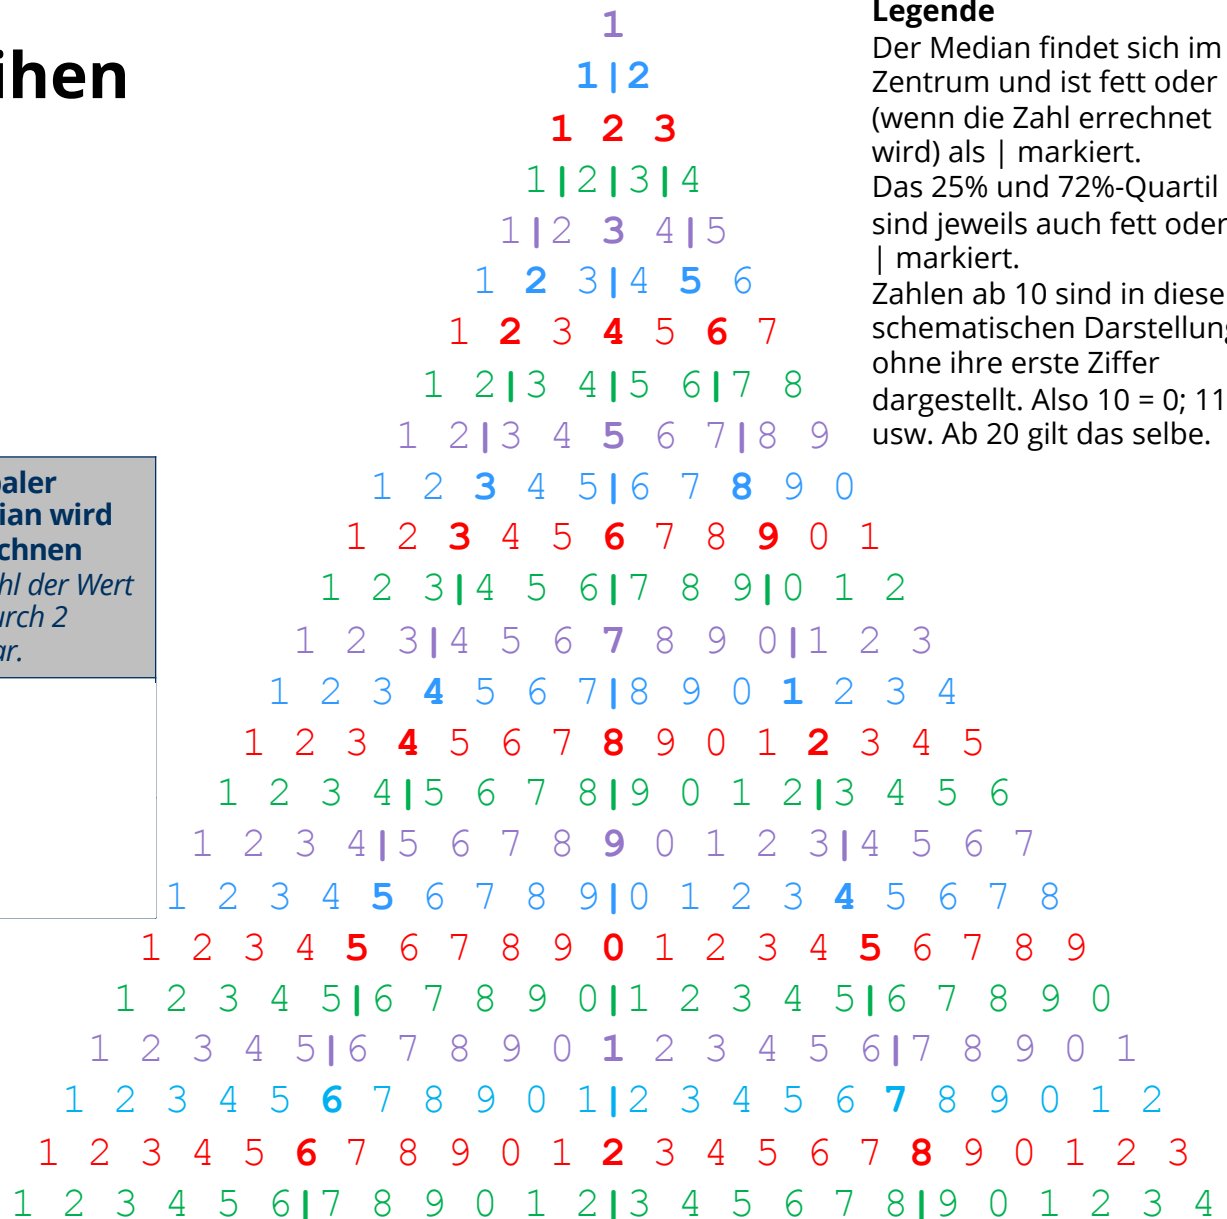 ihen
1
1|2
1 2 3
1|2|3|4
1|2 3 4|5
1 2 3|4 5 6
1 2 3 4 5 6 7
1 2|3 4|5 6|7 8
1 2|3 4 5 6 7|8 9
1 2 3 4 5|6 7 8 9 0
1 2 3 4 5 6 7 8 9 0 1
1 2 3|4 5 6|7 8 9|0 1 2
1 2 3|4 5 6 7 8 9 0|1 2 3
1 2 3 4 5 6 7|8 9 0 1 2 3 4
1 2 3 4 5 6 7 8 9 0 1 2 3 4 5
1 2 3 4|5 6 7 8|9 0 1 2|3 4 5 6
1 2 3 4|5 6 7 8 9 0 1 2 3|4 5 6 7
1 2 3 4 5 6 7 8 9|0 1 2 3 4 5 6 7 8
1 2 3 4 5 6 7 8 9 0 1 2 3 4 5 6 7 8 9
1 2 3 4 5|6 7 8 9 0|1 2 3 4 5|6 7 8 9 0
1 2 3 4 5|6 7 8 9 0 1 2 3 4 5 6|7 8 9 0 1
1 2 3 4 5 6 7 8 9 0 1|2 3 4 5 6 7 8 9 0 1 2
1 2 3 4 5 6 7 8 9 0 1 2 3 4 5 6 7 8 9 0 1 2 3
1 2 3 4 5 6|7 8 9 0 1 2|3 4 5 6 7 8|9 0 1 2 3 4
Legende
Der Median findet sich im
Zentrum und ist fett oder
(wenn die Zahl errechnet
wird) als | markiert.
Das 25% und 72%-Quartil
sind jeweils auch fett oder
| markiert.
Zahlen ab 10 sind in diese
schematischen Darstellung
ohne ihre erste Ziffer
dargestellt. Also 10 = 0; 11
usw. Ab 20 gilt das selbe.
aler
ian wird
chnen
hl der Wert
urch 2
ar.